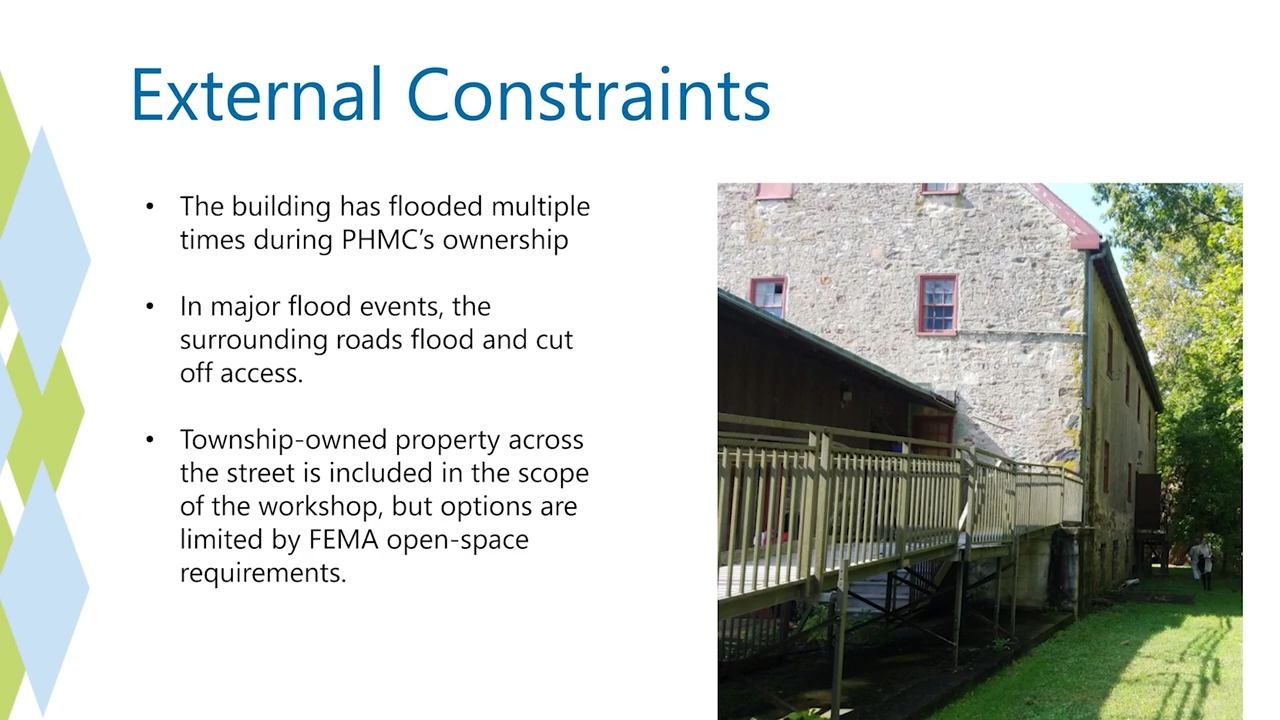 External Constraints
• The building has flooded multiple
times during PHMC’s ownership
• In major flood events, the
surrounding roads flood and cut
off access.
• Township-owned property across
the street is included in the scope
of the workshop, but options are
limited by FEMA open-space
requirements.